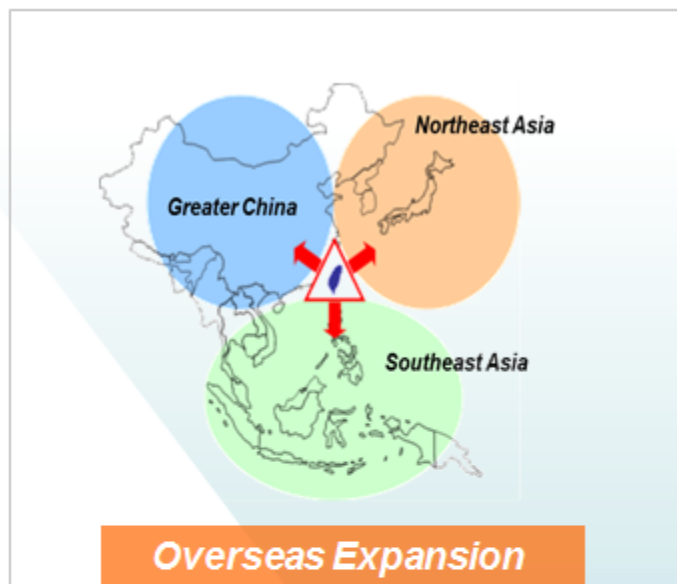 Northeast Asia
Greater China
Southeast Asia
Overseas Expansion